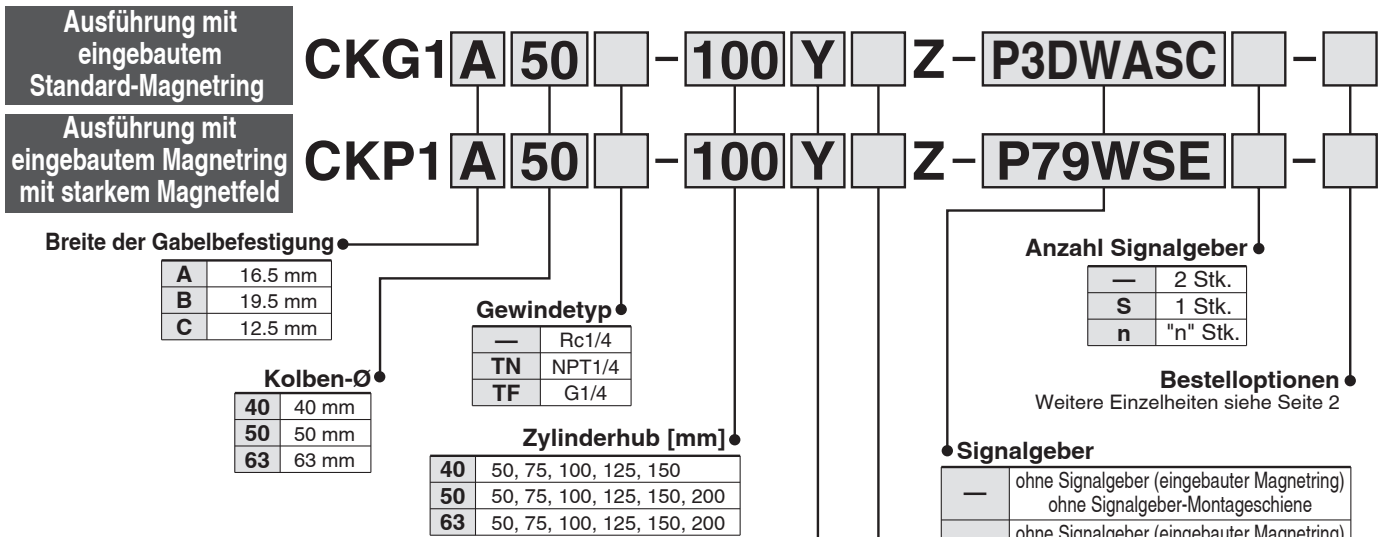 Ausführung mit
eingebautem
Standard-Magnetring
CKG1 A 50 – 100 Y Z – P3DWASC –
Ausführung mit
eingebautem Magnetring
mit starkem Magnetfeld
CKP1 A 50 – 100 Y Z – P79WSE –
Breite der Gabelbefestigung
A 16.5 mm
B 19.5 mm
C 12.5 mm
Kolben-Ø
40 40 mm
50 50 mm
63 63 mm
Gewindetyp
— Rc1/4
TN NPT1/4
TF G1/4
Zylinderhub [mm]
40 50, 75, 100, 125, 150
50 50, 75, 100, 125, 150, 200
63 50, 75, 100, 125, 150, 200
Anzahl Signalgeber
— 2 Stk.
S 1 Stk.
n "n" Stk.
Bestelloptionen
Weitere Einzelheiten siehe Seite 2
Signalgeber
— ohne Signalgeber (eingebauter Magnetring)
ohne Signalgeber-Montageschiene
ohne Signalgeber (eingebauter Magnetring)